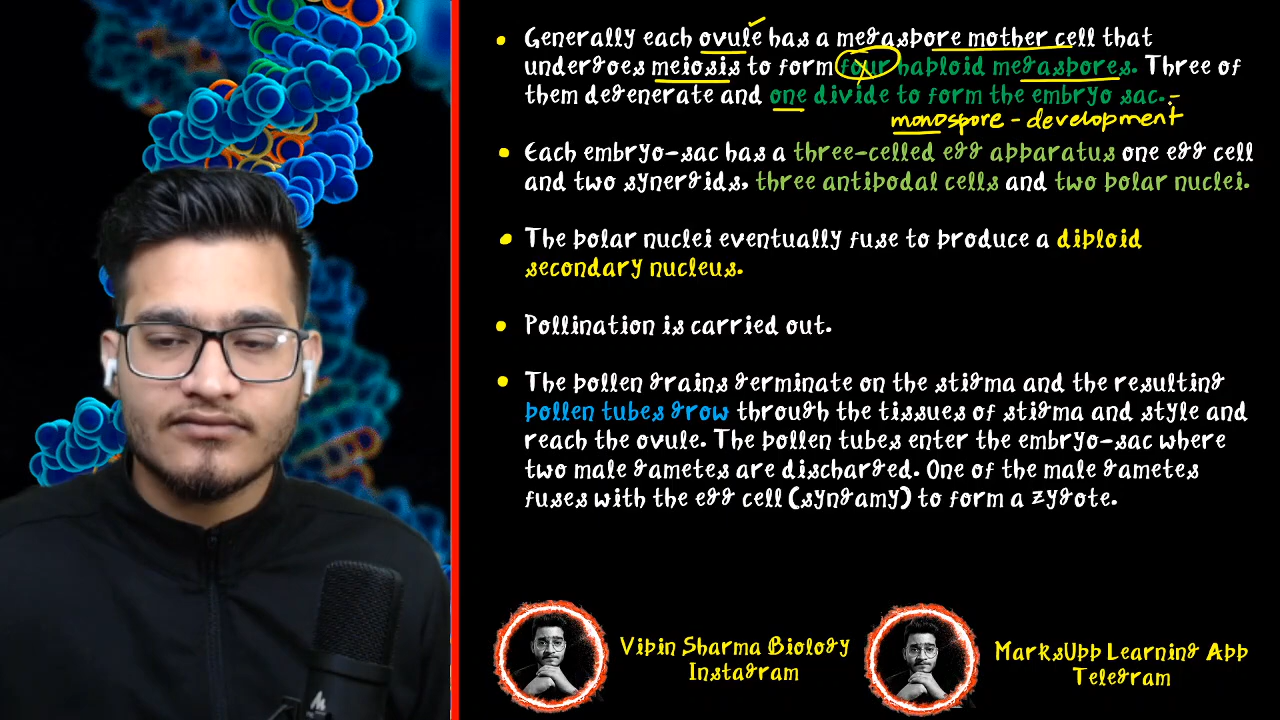 • Generally each ovule has a megaspore mother cell that
undergoes meiosis to form four haploid megaspores. Three of
them degenerate and one divide to form the embryo sac. -
monospore - development
• Each embryo-sac has a three-celled egg apparatus one egg cell
and two synergids, three antipodal cells and two polar nuclei.
• The polar nuclei eventually fuse to produce a diploid
secondary nucleus.
• Pollination is carried out.
• The pollen grains germinate on the stigma and the resulting
pollen tubes grow through the tissues of stigma and style and
reach the ovule. The pollen tubes enter the embryo-sac where
two male gametes are discharged. One of the male gametes
fuses with the egg cell (syngamy) to form a zygote.
Vipin Sharma Biology
Instagram
MarksUpp Learning App
Telegram